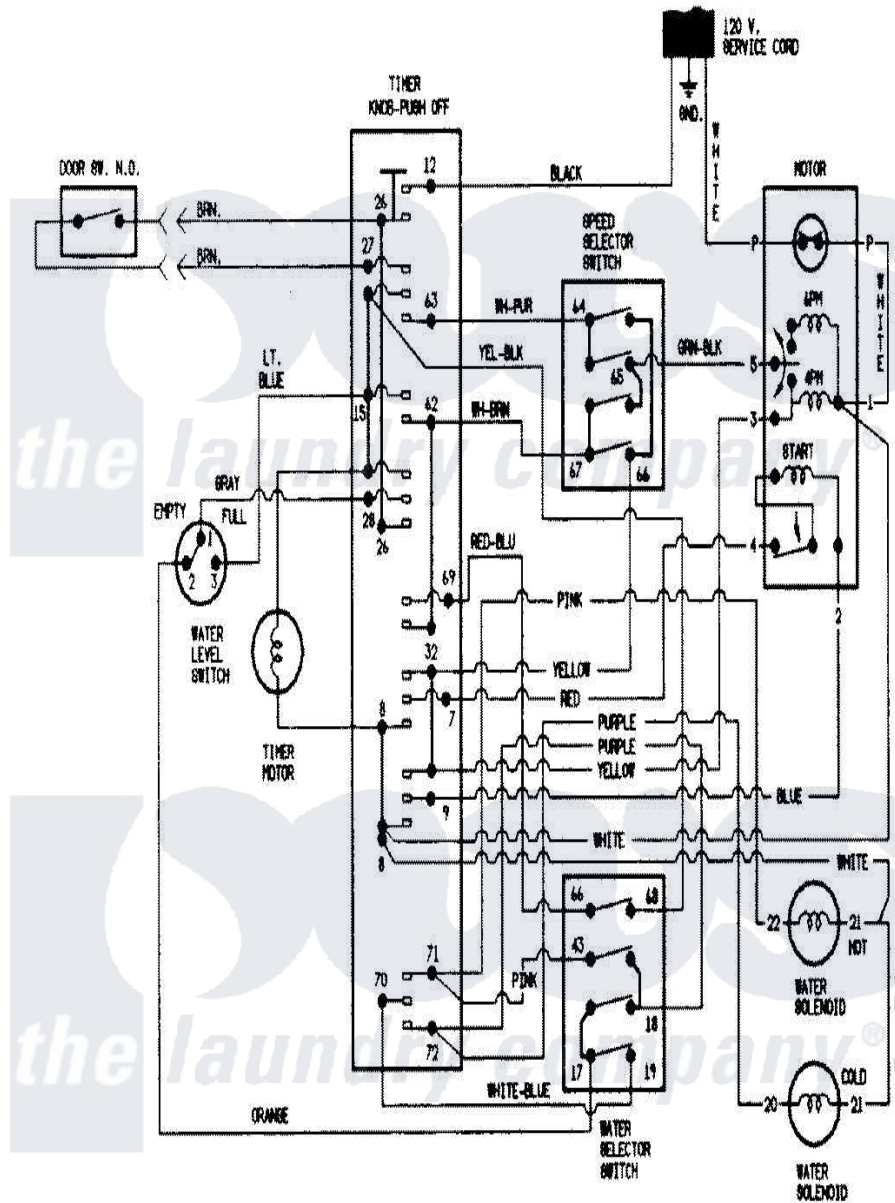 120 V.
SERVICE CORD
GND.
WHITE
TIMER
KNOB-PUSH OFF
DOOR SW. N.O.
BRN.
BRN.
26
27
12
BLACK
MOTOR
P
P
WHITE
SPEED
SELECTOR
SWITCH
63
WH-PUR
64
YEL-BLK
65
GRN-BLK
5
6PM
4PM
1
3
LT.
BLUE
15
62
WH-BRN
67
66
START
the laundry company®
GRAY
EMPTY
FULL
1
2
3
28
26
WATER
LEVEL
SWITCH
RED-BLU
69
PINK
4
2
32
YELLOW
RED
7
8
TIMER
MOTOR
PURPLE
PURPLE
YELLOW
9
BLUE
8
WHITE
WHITE
66
68
43
18
17
19
22
21
HOT
WATER
SOLENOID
71
PINK
70
72
the laundry company®
WHITE-BLUE
ORANGE
WATER
SELECTOR
SWITCH
COLD
20
21
WATER
SOLENOID